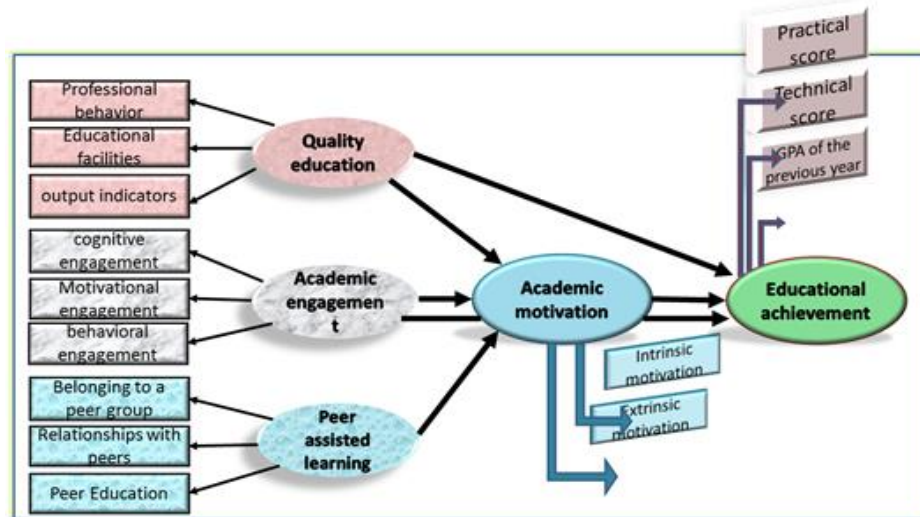 Practical
score
Technical
score
GPA of the
previous year
Professional
behavior
Educational
facilities
output indicators
Quality
education
cognitive
engagement
Motivational
engagement
behavioral
engagement
Academic
engagemen
t
Academic
motivation
Educational
achievement
Intrinsic
motivation
Extrinsic
motivation
Belonging to a
peer group
Relationships with
peers
Peer Education
Peer
assisted
learning